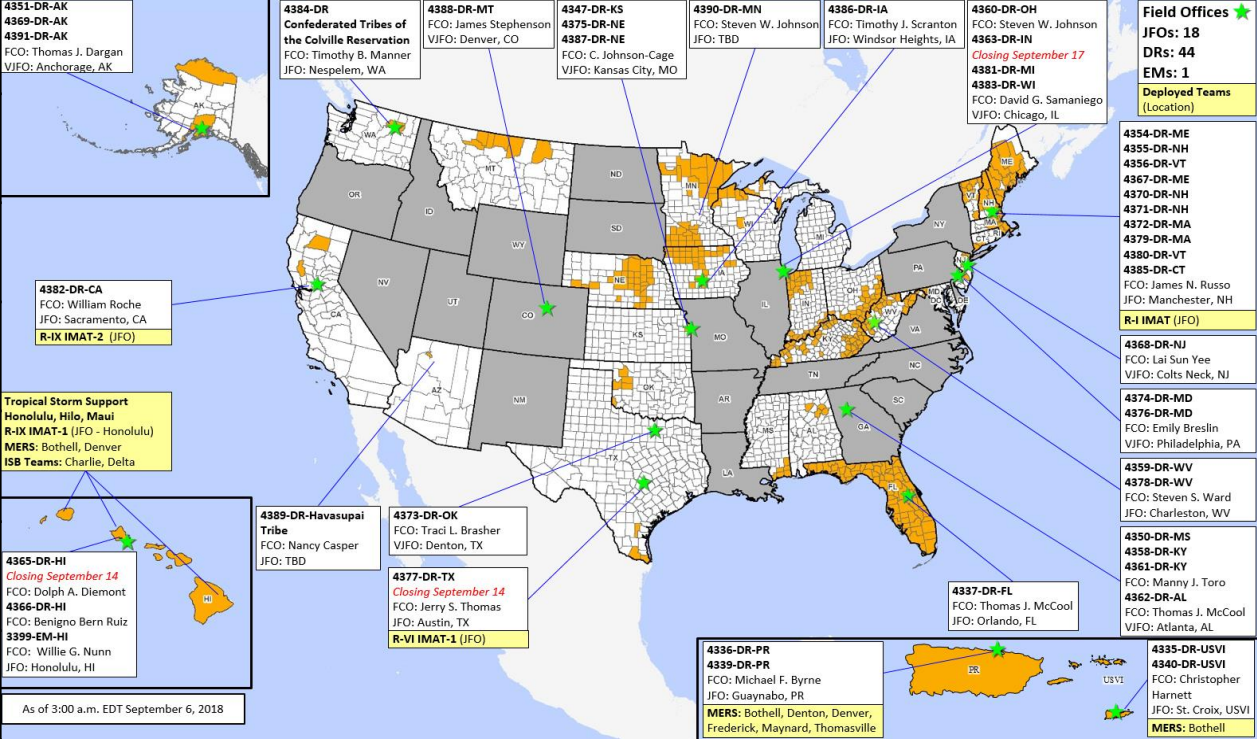 4351-DR-AK
4369-DR-AK
4391-DR-AK
FCO: Thomas J. Dargan
VJFO: Anchorage, AK
4384-DR
Confederated Tribes of
the Colville Reservation
FCO: Timothy B. Manner
JFO: Nespelem, WA
4388-DR-MT
FCO: James Stephenson
VJFO: Denver, CO
4347-DR-KS
4375-DR-NE
4387-DR-NE
FCO: C. Johnson-Cage
VJFO: Kansas City, MO
4390-DR-MN
FCO: Steven W. Johnson
JFO: TBD
4386-DR-IA
FCO: Timothy J. Scranton
JFO: Windsor Heights, IA
4360-DR-OH
FCO: Steven W. Johnson
4363-DR-IN
Closing September 17
4381-DR-MI
4383-DR-WI
FCO: David G. Samaniego
VJFO: Chicago, IL
Field Offices
JFOs: 18
DRs: 44
EMs: 1
Deployed Teams
(Location)
4354-DR-ME
4355-DR-NH
4356-DR-VT
4367-DR-ME
4370-DR-NH
4371-DR-NH
4372-DR-MA
4379-DR-MA
4380-DR-VT
4385-DR-CT
FCO: James N. Russo
JFO: Manchester, NH
R-I IMAT (JFO)
4368-DR-NJ
FCO: Lai Sun Yee
VJFO: Colts Neck, NJ
4374-DR-MD
4376-DR-MD
FCO: Emily Breslin
VJFO: Philadelphia, PA
4359-DR-WV
4378-DR-WV
FCO: Steven S. Ward
JFO: Charleston, WV
4350-DR-MS
4358-DR-KY
4361-DR-KY
FCO: Manny J. Toro
4362-DR-AL
FCO: Thomas J. McCool
VJFO: Atlanta, AL
4382-DR-CA
FCO: William Roche
JFO: Sacramento, CA
R-IX IMAT-2 (JFO)
Tropical Storm Support
Honolulu, Hilo, Maui
R-IX IMAT-1 (JFO - Honolulu)
MERS: Bothell, Denver
ISB Teams: Charlie, Delta
4365-DR-HI
Closing September 14
FCO: Dolph A. Diemont
4366-DR-HI
FCO: Benigno Bern Ruiz
3399-EM-HI
FCO: Willie G. Nunn
JFO: Honolulu, HI
As of 3:00 a.m. EDT September 6, 2018
4389-DR-Havasupai
Tribe
FCO: Nancy Casper
JFO: TBD
4373-DR-OK
FCO: Traci L. Brasher
VJFO: Denton, TX
4377-DR-TX
Closing September 14
FCO: Jerry S. Thomas
JFO: Austin, TX
R-VI IMAT-1 (JFO)
4337-DR-FL
FCO: Thomas J. McCool
JFO: Orlando, FL
4336-DR-PR
4339-DR-PR
FCO: Michael F. Byrne
JFO: Guaynabo, PR
MERS: Bothell, Denton, Denver,
Frederick, Maynard, Thomasville
4335-DR-USVI
4340-DR-USVI
FCO: Christopher
Harnett
JFO: St. Croix, USVI
MERS: Bothell
AK
WA
OR
ID
MT
ND
SD
WY
NV
UT
CA
CO
AZ
NM
NE
KS
OK
TX
MN
IA
MO
AR
LA
WI
MI
IL
IN
OH
KY
TN
MS
AL
GA
FL
SC
NC
VA
WV
PA
NY
MD
DC
DE
NJ
CT
RI
MA
VT
NH
ME
HI
PR
USVI